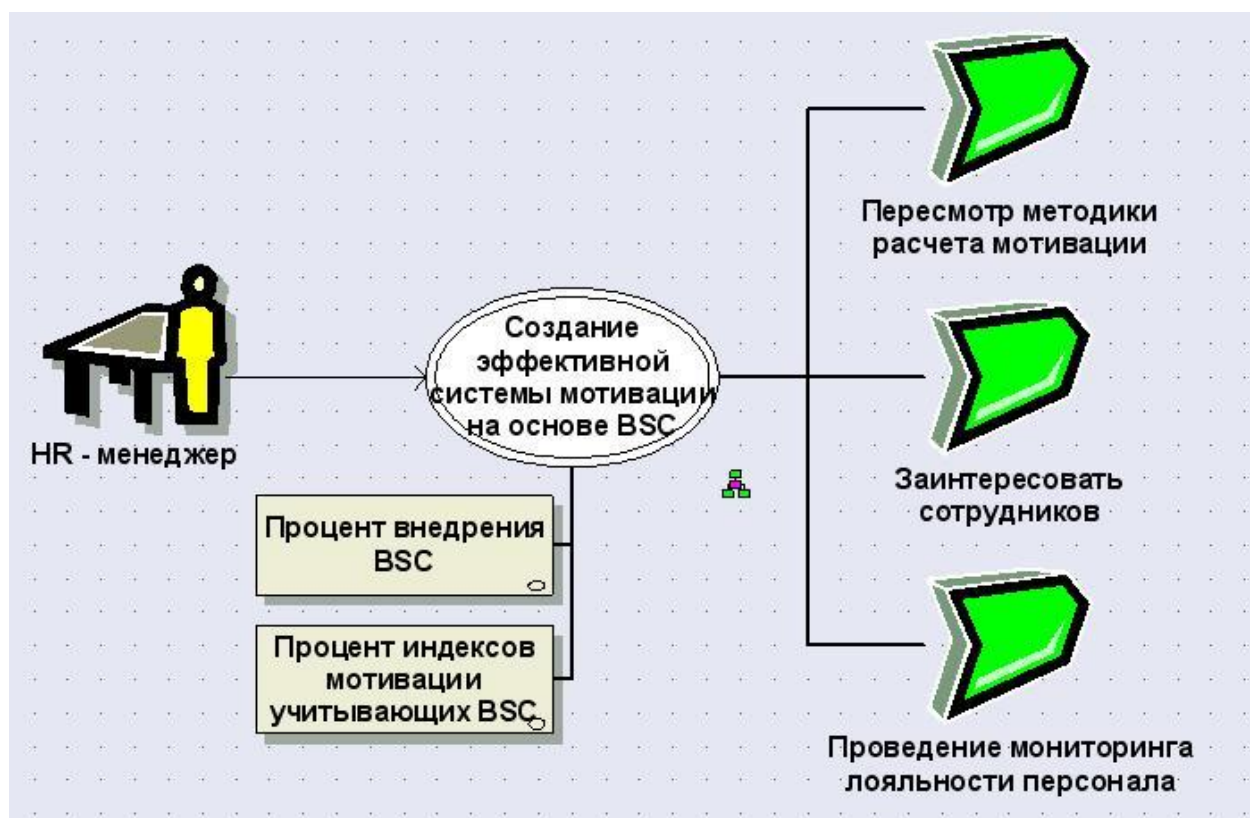 Пересмотр методики
расчета мотивации
HR - менеджер
Создание
эффективной
системы мотивации
на основе BSC
Заинтересовать
сотрудников
Процент внедрения
BSC
Процент индексов
мотивации
учитывающих BSC
Проведение мониторинга
лояльности персонала